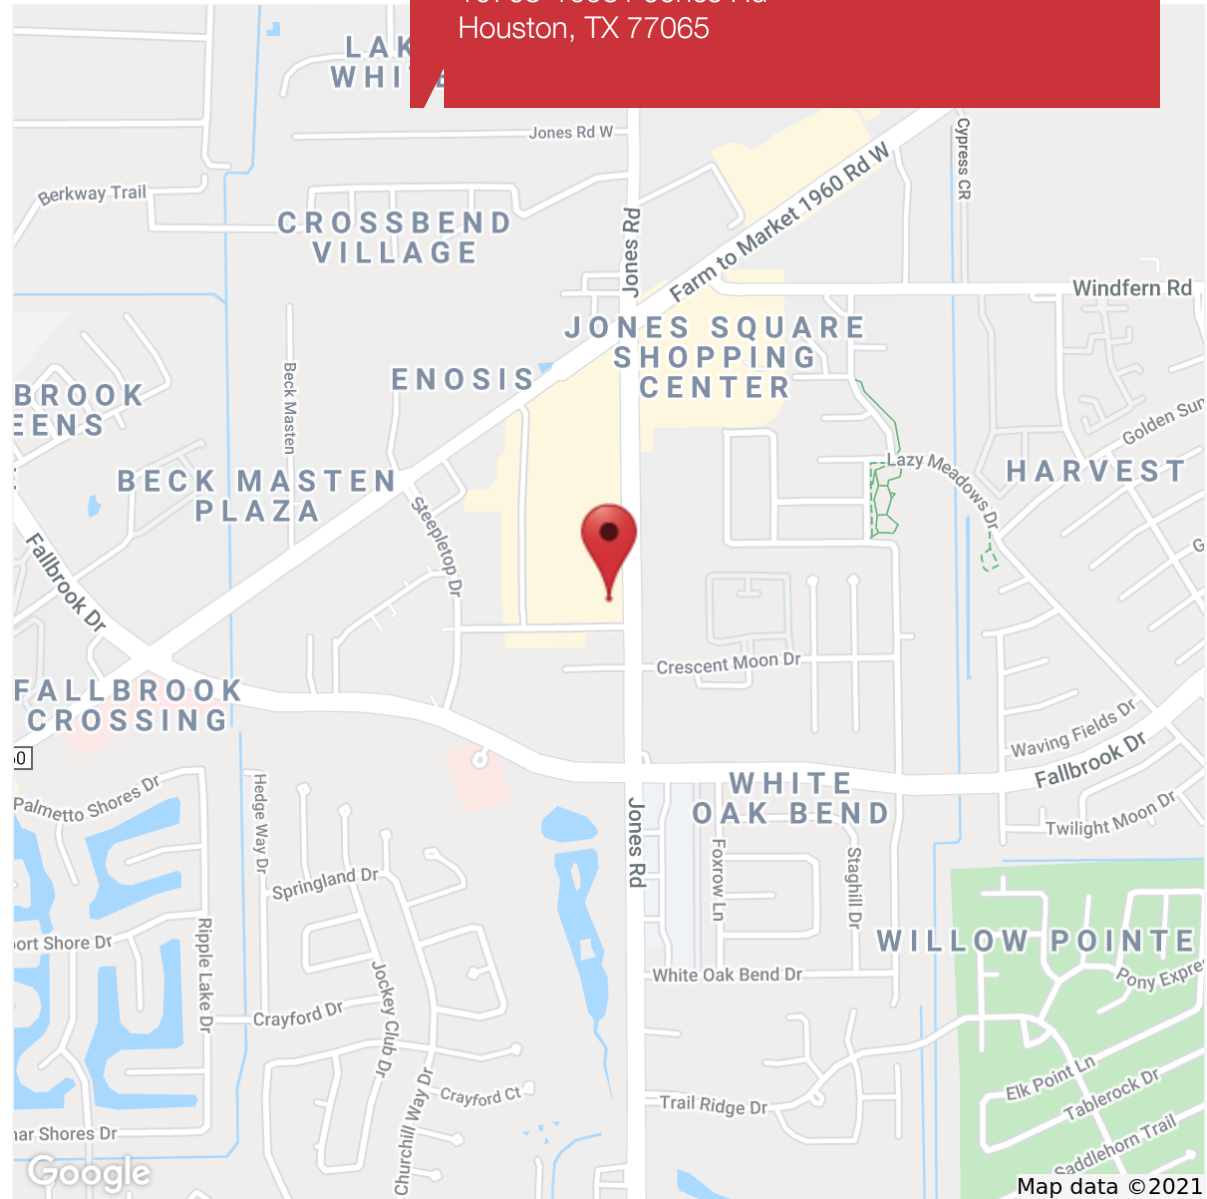 Houston, TX 77065
LAK
WHI
Jones Rd W
Cypress CR
Berkway Trail
Farm to Market 1960 Rd W
CROSSBEND
VILLAGE
Jones Rd
Windfern Rd
JONES SQUARE
SHOPPING
CENTER
Beck Masten
ENOSIS
BROOK
EENS
Golden Sun
Lazy Meadows Dr
HARVEST
BECK MASTEN
PLAZA
Steepletop Dr
Fallbrook Dr
G
Crescent Moon Dr
FALLBROOK
CROSSING
Waving Fields Dr
Fallbrook Dr
WHITE
OAK BEND
Palmetto Shores Dr
Hedge Way Dr
Jones Rd
Twilight Moon Dr
Foxrow Ln
Staghill Dr
Springland Dr
Ripple Lake Dr
port Shore Dr
WILLOW POINTE
Jockey Club Dr
White Oak Bend Dr
Pony Expre
Crayford Dr
Elk Point Ln
Tablerock Dr
Churchill Way Dr
Crayford Ct
Trail Ridge Dr
nar Shores Dr
Saddlehorn Trail
Google
Map data ©2021